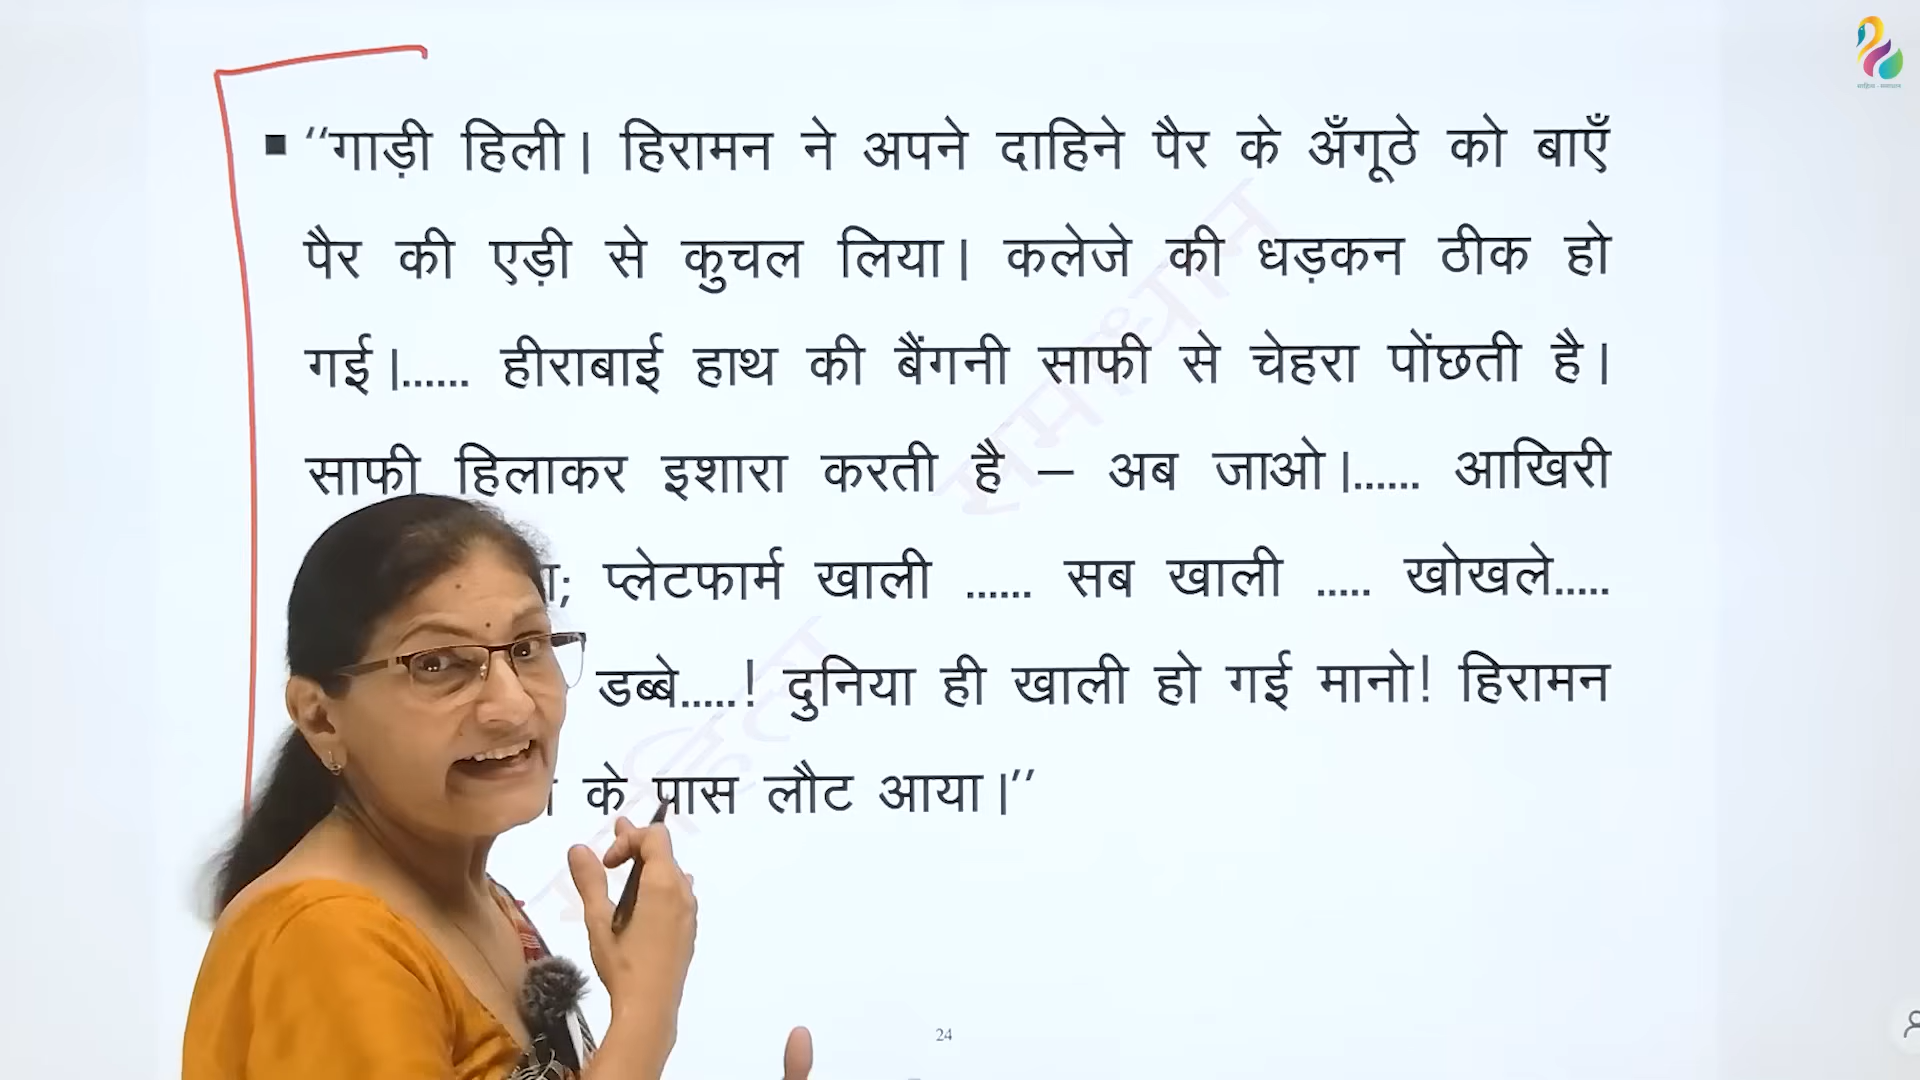 ▪ ‘‘गाड़ी हिली। हिरामन ने अपने दाहिने पैर के अँगूठे को बाएँ
पैर की एड़ी से कुचल लिया। कलेजे की धड़कन ठीक हो
गई।...... हीराबाई हाथ की बैंगनी साफी से चेहरा पोंछती है।
साफी हिलाकर इशारा करती है – अब जाओ।...... आखिरी
प्लेटफार्म खाली ...... सब खाली ..... खोखले.....
डब्बे.....! दुनिया ही खाली हो गई मानो! हिरामन
के पास लौट आया।’’
साहित्य समाधान
24